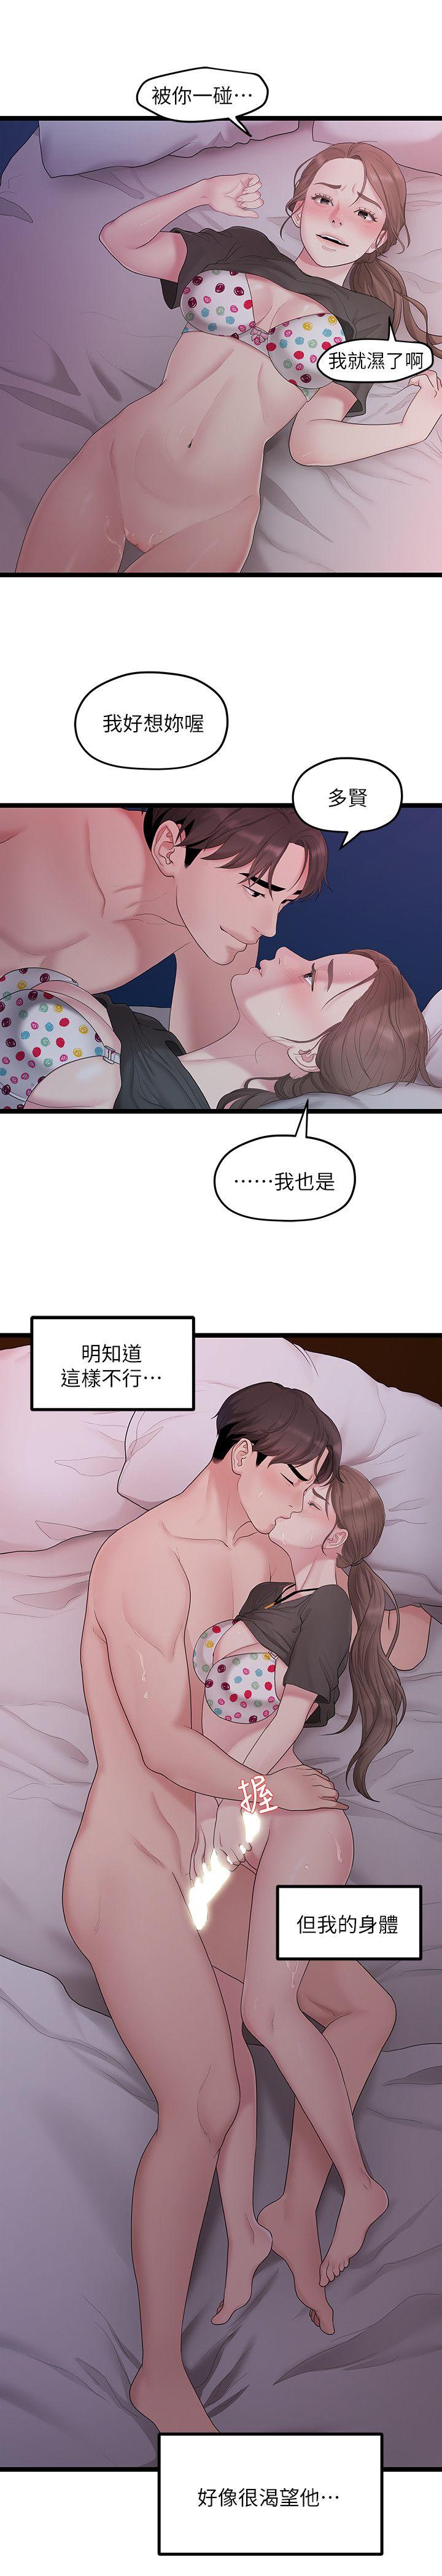 被你一碰⋯
我就濕了啊
我好想妳喔
多賢
⋯⋯我也是
明知道
這樣不行⋯
握
但我的身體
好像很渴望他⋯